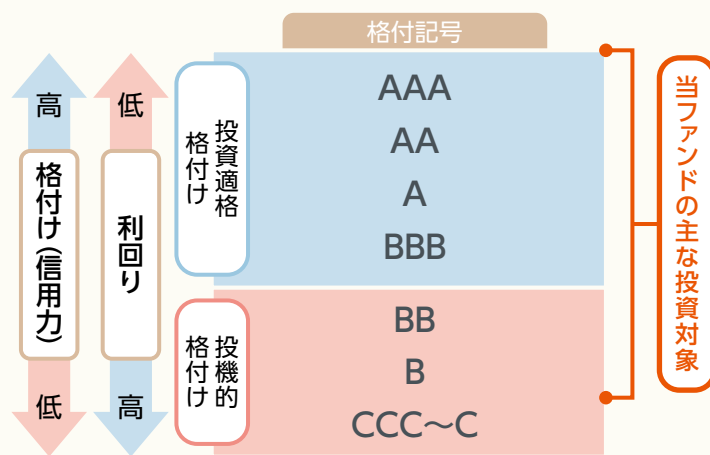 格付記号
高
格付け(信用力)
低
低
利回り
高
投資適格
格付け
AAA
AA
A
BBB
投機的
格付け
BB
B
CCC～C
当ファンドの主な投資対象